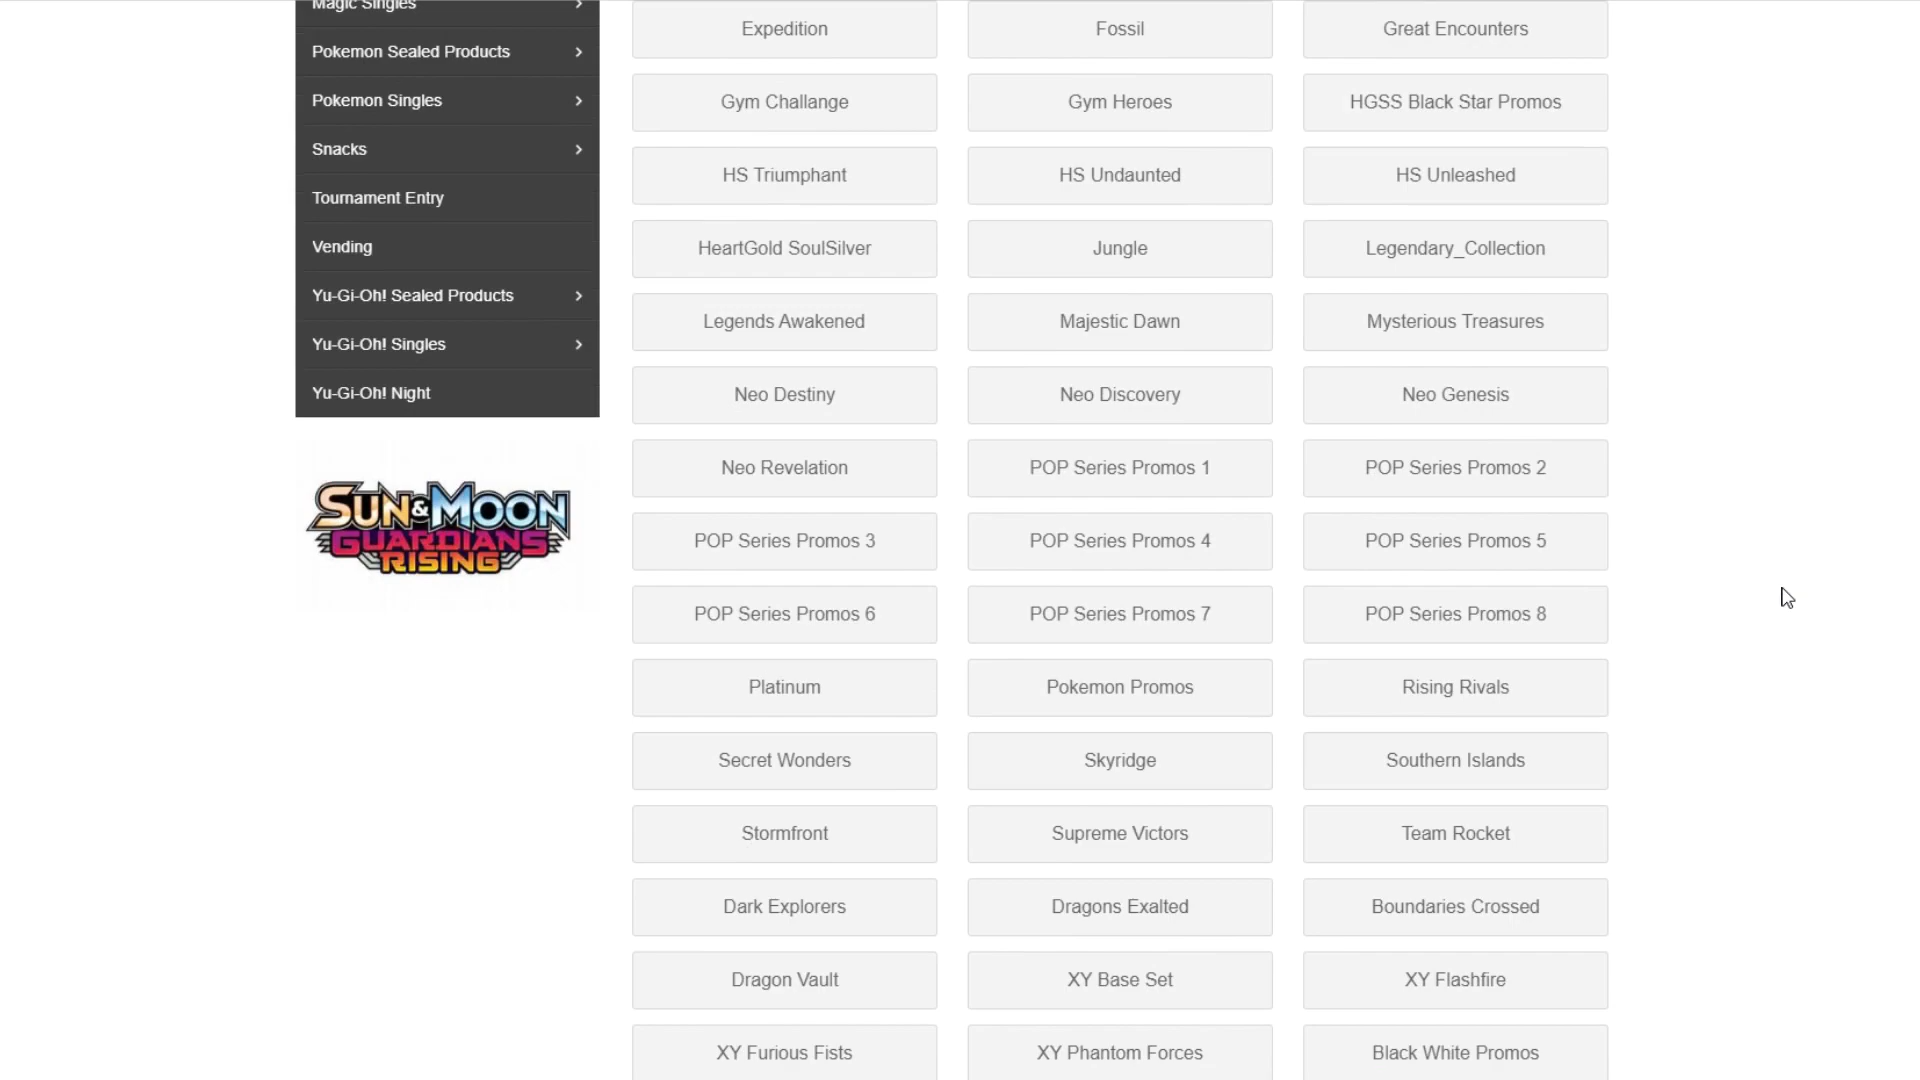 Magic Singles
Pokemon Sealed Products
Pokemon Singles
Snacks
Tournament Entry
Vending
Yu-Gi-Oh! Sealed Products
Yu-Gi-Oh! Singles
Yu-Gi-Oh! Night
SUN & MOON
GUARDIANS
RISING
Expedition
Fossil
Great Encounters
Gym Challange
Gym Heroes
HGSS Black Star Promos
HS Triumphant
HS Undaunted
HS Unleashed
HeartGold SoulSilver
Jungle
Legendary_Collection
Legends Awakened
Majestic Dawn
Mysterious Treasures
Neo Destiny
Neo Discovery
Neo Genesis
Neo Revelation
POP Series Promos 1
POP Series Promos 2
POP Series Promos 3
POP Series Promos 4
POP Series Promos 5
POP Series Promos 6
POP Series Promos 7
POP Series Promos 8
Platinum
Pokemon Promos
Rising Rivals
Secret Wonders
Skyridge
Southern Islands
Stormfront
Supreme Victors
Team Rocket
Dark Explorers
Dragons Exalted
Boundaries Crossed
Dragon Vault
XY Base Set
XY Flashfire
XY Furious Fists
XY Phantom Forces
Black White Promos